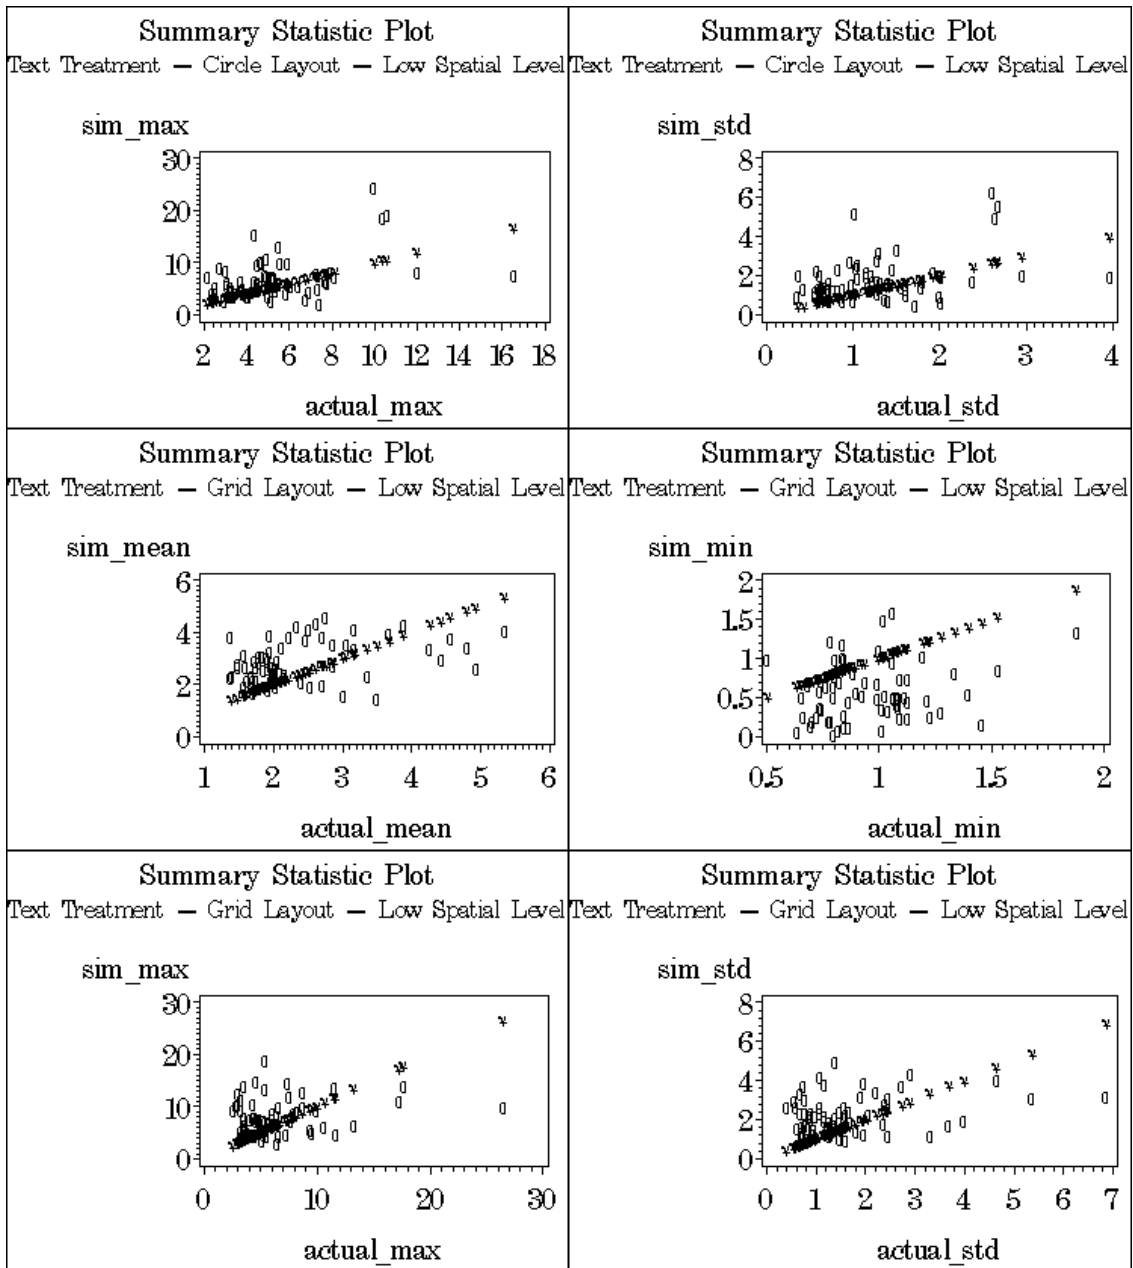 Summary Statistic Plot
Text Treatment — Circle Layout — Low Spatial Level
sim_max
30
20
10
0
2 4 6 8 10 12 14 16 18
actual_max
Summary Statistic Plot
Text Treatment — Circle Layout — Low Spatial Level
sim_std
8
6
4
2
0
0 1 2 3 4
actual_std
Summary Statistic Plot
Text Treatment — Grid Layout — Low Spatial Level
sim_mean
6
4
2
0
1 2 3 4 5 6
actual_mean
Summary Statistic Plot
Text Treatment — Grid Layout — Low Spatial Level
sim_min
2
1.5
1
0.5
0
0.5 1 1.5 2
actual_min
Summary Statistic Plot
Text Treatment — Grid Layout — Low Spatial Level
sim_max
30
20
10
0
0 10 20 30
actual_max
Summary Statistic Plot
Text Treatment — Grid Layout — Low Spatial Level
sim_std
8
6
4
2
0
0 1 2 3 4 5 6 7
actual_std